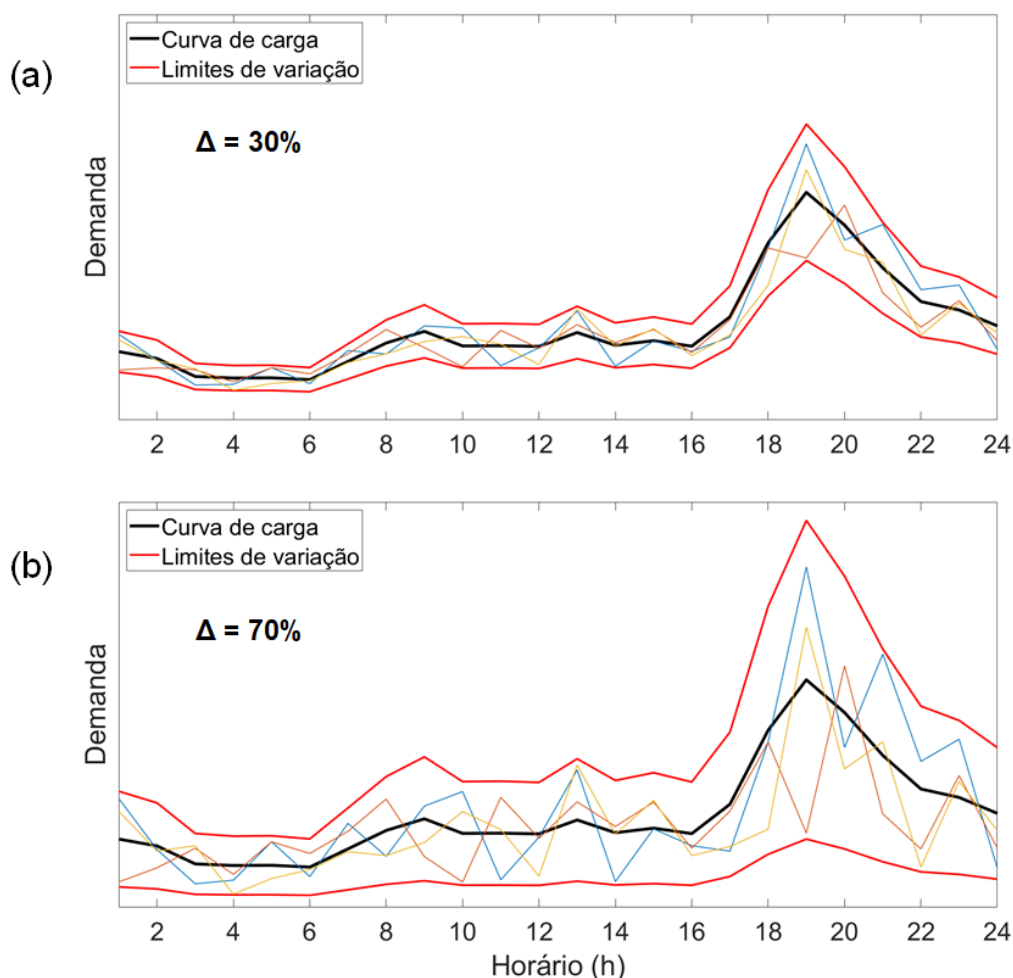 (a)
Curva de carga
Limites de variação
Δ = 30%
Demanda
2 4 6 8 10 12 14 16 18 20 22 24
(b)
Curva de carga
Limites de variação
Δ = 70%
Demanda
2 4 6 8 10 12 14 16 18 20 22 24
Horário (h)